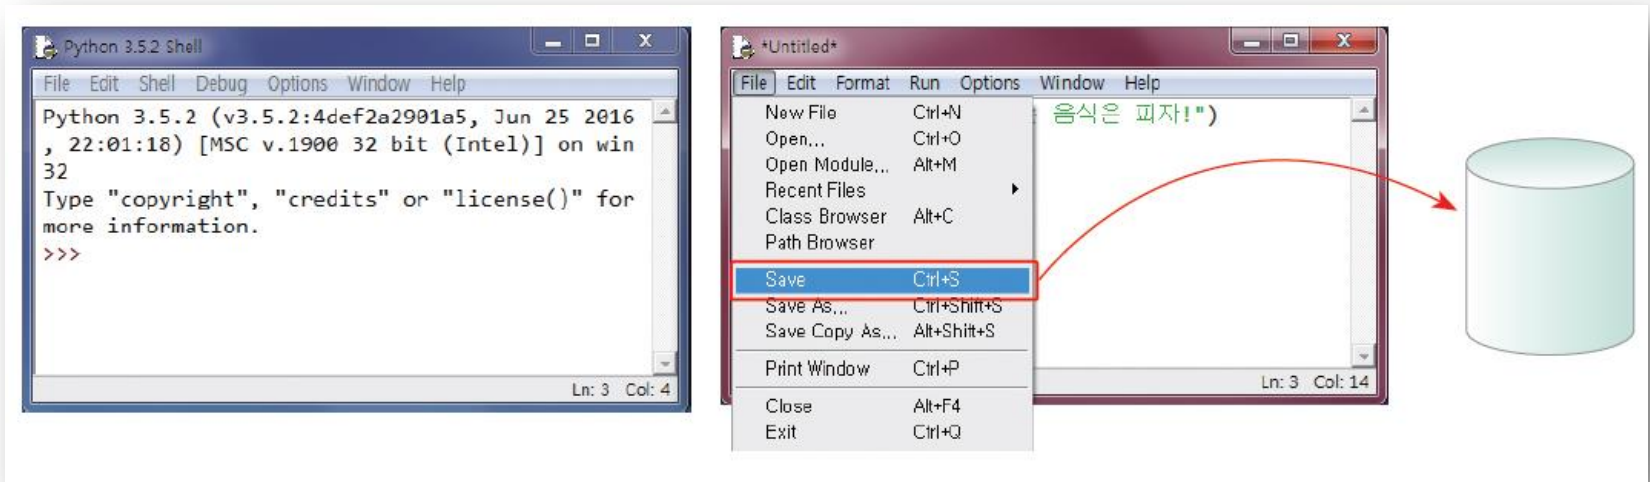 Python 3.5.2 Shell
File Edit Shell Debug Options Window Help
Python 3.5.2 (v3.5.2:4def2a2901a5, Jun 25 2016
, 22:01:18) [MSC v.1900 32 bit (Intel)] on win
32
Type "copyright", "credits" or "license()" for
more information.
>>>
Ln: 3 Col: 4
*Untitled*
File Edit Format Run Options Window Help
음식은 피자!")
New File Ctrl+N
Open... Ctrl+O
Open Module... Alt+M
Recent Files
Class Browser Alt+C
Path Browser
Save Ctrl+S
Save As... Ctrl+Shift+S
Save Copy As... Alt+Shift+S
Print Window Ctrl+P
Close Alt+F4
Exit Ctrl+Q
Ln: 3 Col: 14